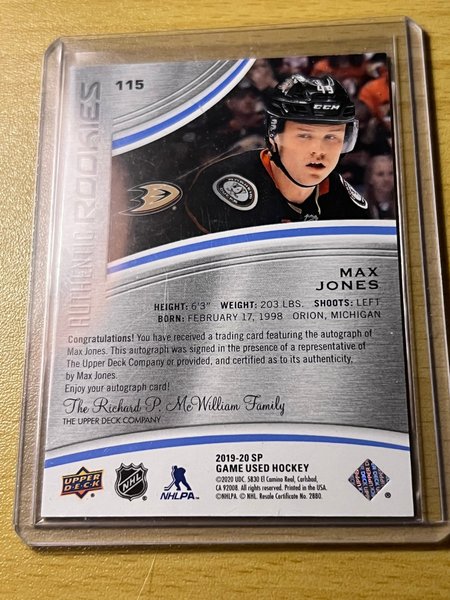 115
AUTHENTIC ROOKIES
49
CCM
MAX
JONES
HEIGHT: 6'3" WEIGHT: 203 LBS. SHOOTS: LEFT
BORN: FEBRUARY 17, 1998 ORION, MICHIGAN
Congratulations! You have received a trading card featuring the autograph of
Max Jones. This autograph was signed in the presence of a representative of
The Upper Deck Company or provided, and certified as to its authenticity,
by Max Jones.
Enjoy your autograph card!
The Richard P. McWilliam Family
THE UPPER DECK COMPANY
2019-20 SP
GAME USED HOCKEY
©2020 UDC. 5830 El Camino Real, Carlsbad,
CA 92008. All rights reserved. Printed in the USA.
©NHLPA. © NHL. Resale Certificate No. 2880.
UPPER
DECK
NHL
NHLPA
®